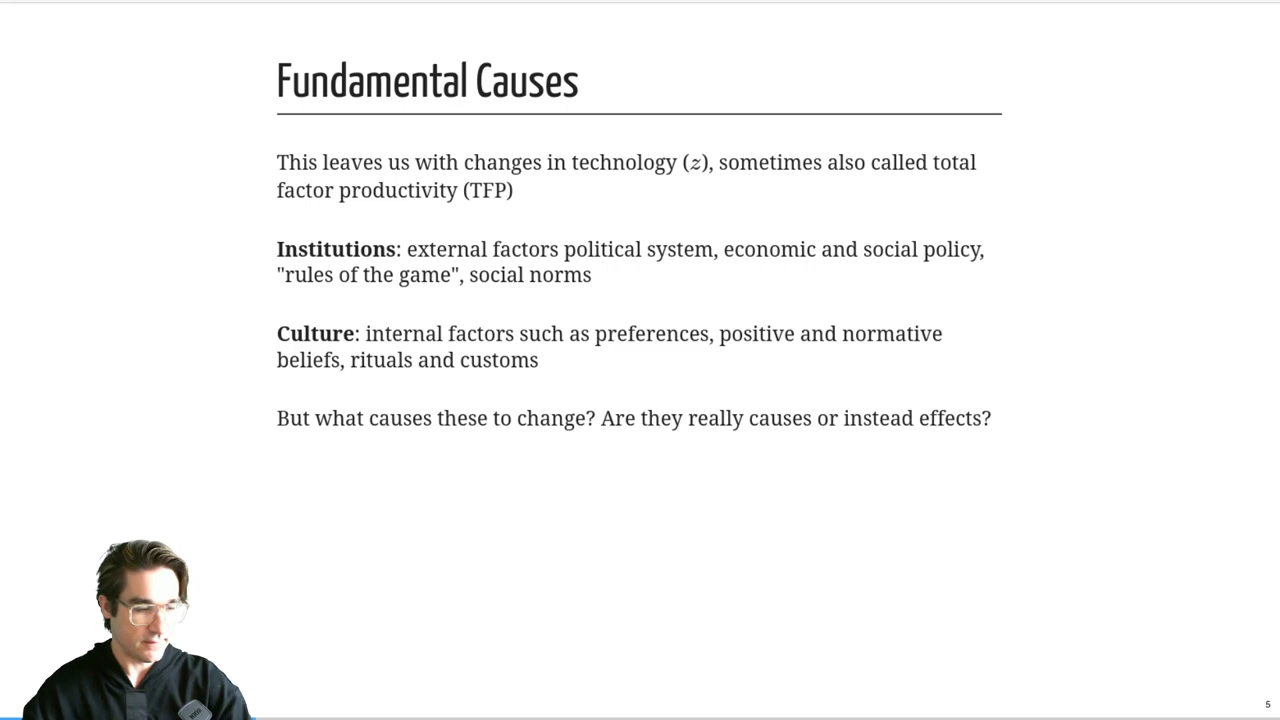 Fundamental Causes
This leaves us with changes in technology (z), sometimes also called total
factor productivity (TFP)
Institutions: external factors political system, economic and social policy,
"rules of the game", social norms
Culture: internal factors such as preferences, positive and normative
beliefs, rituals and customs
But what causes these to change? Are they really causes or instead effects?
5